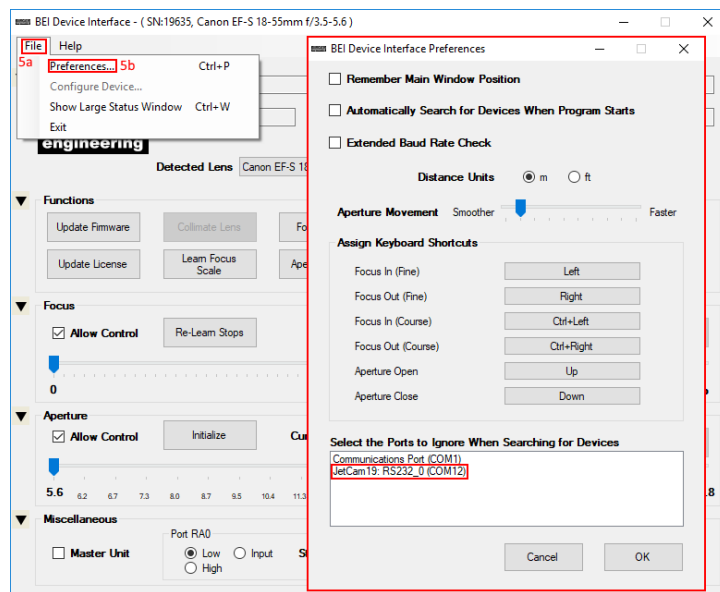 BEI Device Interface - ( SN:19635, Canon EF-S 18-55mm f/3.5-5.6 )
File Help
5a Preferences... 5b Ctrl+P
Configure Device...
Show Large Status Window Ctrl+W
Exit
engineering
Detected Lens Canon EF-S 18
Functions
Update Firmware Collimate Lens Fo
Update License Learn Focus Scale Ape
Focus
Allow Control Re-Learn Stops
0
Aperture
Allow Control Initialize Cu
5.6 6.2 6.7 7.3 8.0 8.7 9.5 10.4 11.3
.8
Miscellaneous
Port RA0
Master Unit Low Input S
High
BEI Device Interface Preferences
Remember Main Window Position
Automatically Search for Devices When Program Starts
Extended Baud Rate Check
Distance Units m ft
Aperture Movement Smoother Faster
Assign Keyboard Shortcuts
Focus In (Fine) Left
Focus Out (Fine) Right
Focus In (Course) Ctrl+Left
Focus Out (Course) Ctrl+Right
Aperture Open Up
Aperture Close Down
Select the Ports to Ignore When Searching for Devices
Communications Port (COM1)
JetCam19: RS232_0 (COM12)
Cancel OK